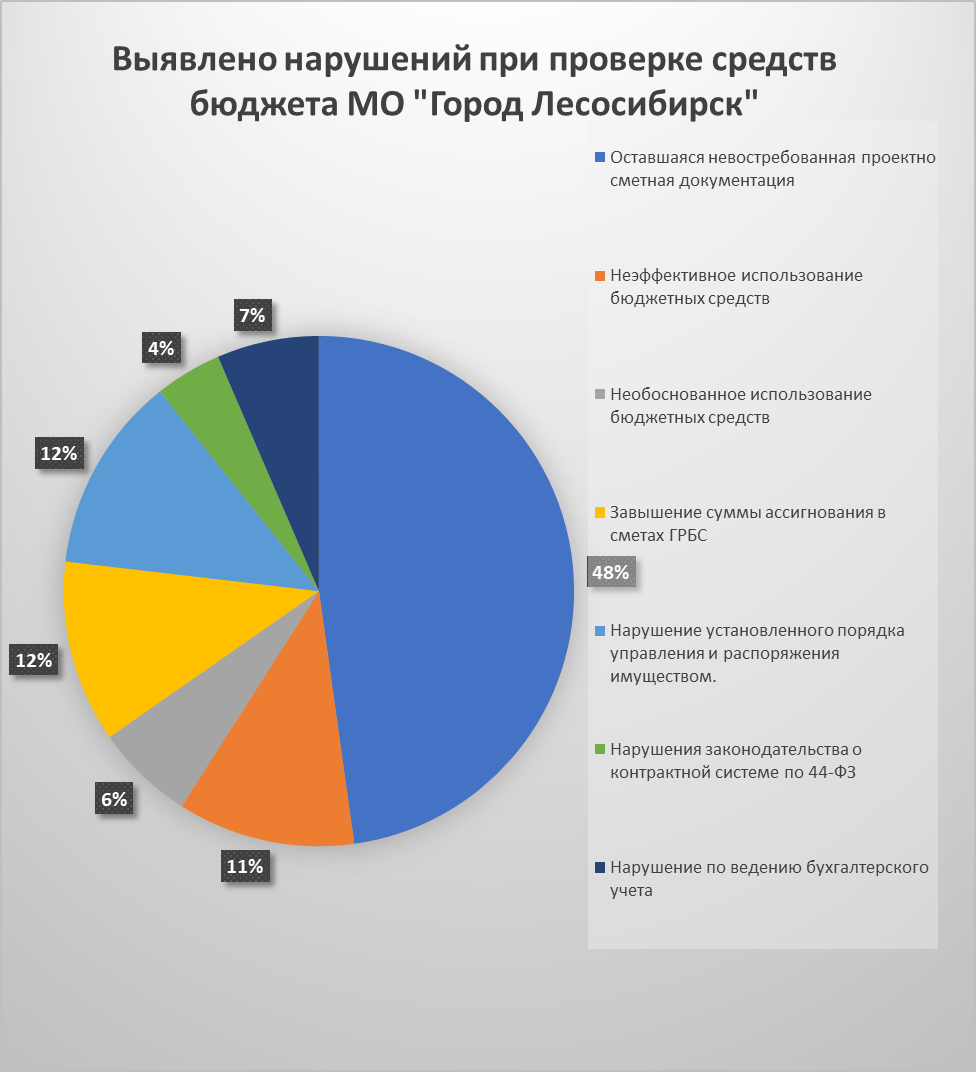 Выявлено нарушений при проверке средств
бюджета МО "Город Лесосибирск"
Оставшаяся невостребованная проектно
сметная документация
Неэффективное использование
бюджетных средств
Необоснованное использование
бюджетных средств
Завышение суммы ассигнования в
сметах ГРБС
Нарушение установленного порядка
управления и распоряжения
имуществом.
Нарушения законодательства о
контрактной системе по 44-ФЗ
Нарушение по ведению бухгалтерского
учета
48%
11%
6%
12%
12%
4%
7%